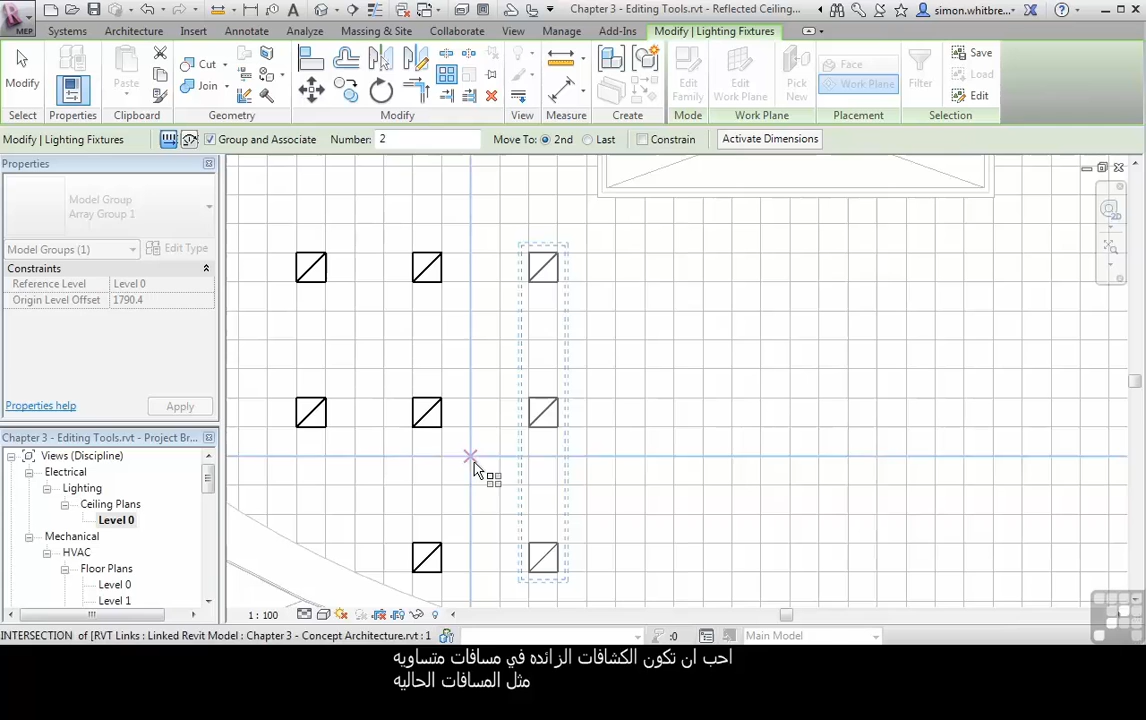 Chapter 3 - Editing Tools.rvt - Reflected Ceiling...
simon.whitbre...
MEP
Systems Architecture Insert Annotate Analyze Massing & Site Collaborate View Manage Add-Ins Modify | Lighting Fixtures
Modify Paste Cut Join Edit Family Edit Work Plane Pick New Face Work Plane Filter Save Load Edit
Select Properties Clipboard Geometry Modify View Measure Create Mode Work Plane Placement Selection
Modify | Lighting Fixtures Group and Associate Number: 2 Move To: 2nd Last Constrain Activate Dimensions
Properties
Model Group
Array Group 1
Model Groups (1) Edit Type
Constraints
Reference Level Level 0
Origin Level Offset 1790.4
Properties help Apply
Chapter 3 - Editing Tools.rvt - Project Br...
Views (Discipline)
Electrical
Lighting
Ceiling Plans
Level 0
Mechanical
HVAC
Floor Plans
Level 0
Level 1
2D
1 : 100
INTERSECTION of [RVT Links : Linked Revit Model : Chapter 3 - Concept Architecture.rvt : 1
:0 Main Model
احب ان تكون الكشافات الزائده في مسافات متساويه
مثل المسافات الحاليه